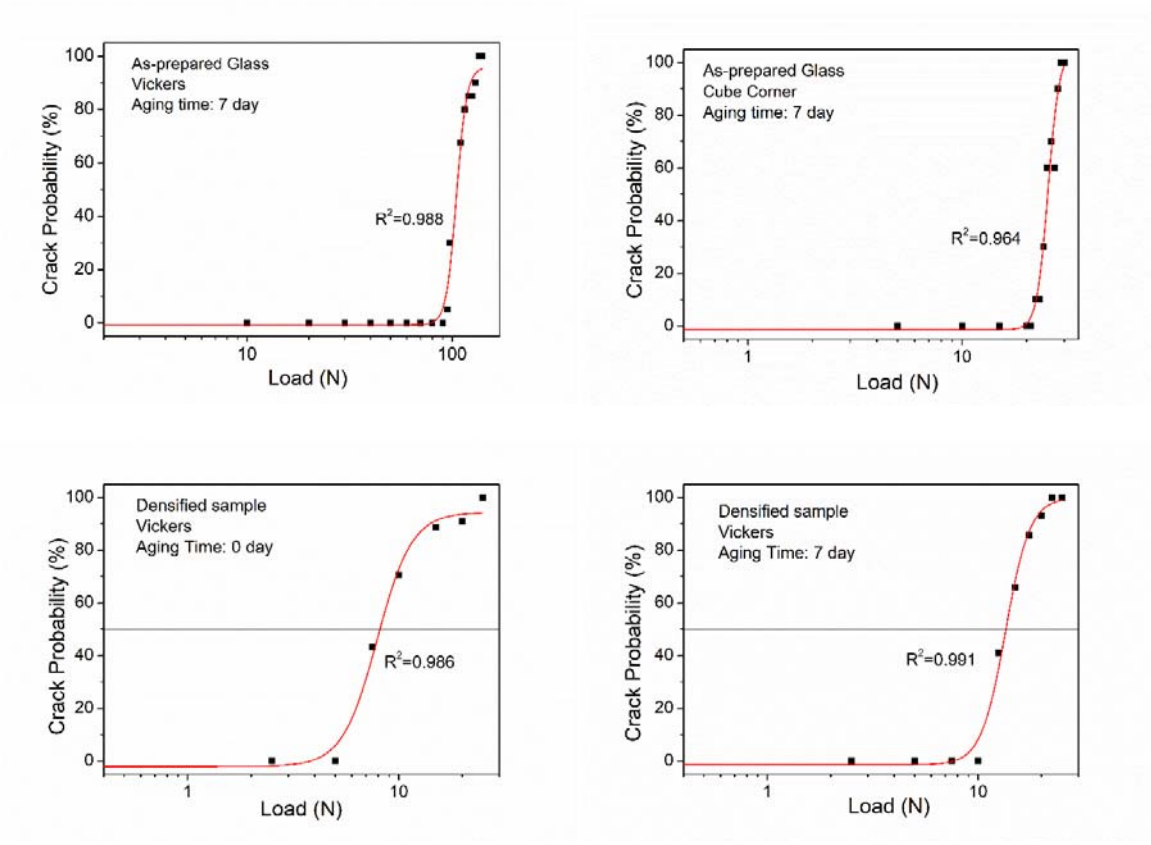 As-prepared Glass
Vickers
Aging time: 7 day
R²=0.988
Crack Probability (%)
100
80
60
40
20
0
10
100
Load (N)
As-prepared Glass
Cube Corner
Aging time: 7 day
R²=0.964
Crack Probability (%)
100
80
60
40
20
0
1
10
Load (N)
Densified sample
Vickers
Aging Time: 0 day
R²=0.986
Crack Probability (%)
100
80
60
40
20
0
1
10
Load (N)
Densified sample
Vickers
Aging Time: 7 day
R²=0.991
Crack Probability (%)
100
80
60
40
20
0
1
10
Load (N)